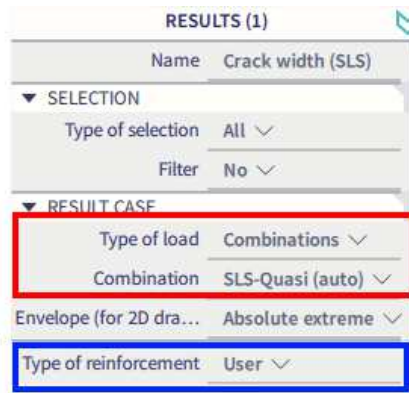 RESULTS (1)
Name Crack width (SLS)
▼ SELECTION
Type of selection All
Filter No
▼ RESULT CASE
Type of load Combinations
Combination SLS-Quasi (auto)
Envelope (for 2D dra... Absolute extreme
Type of reinforcement User